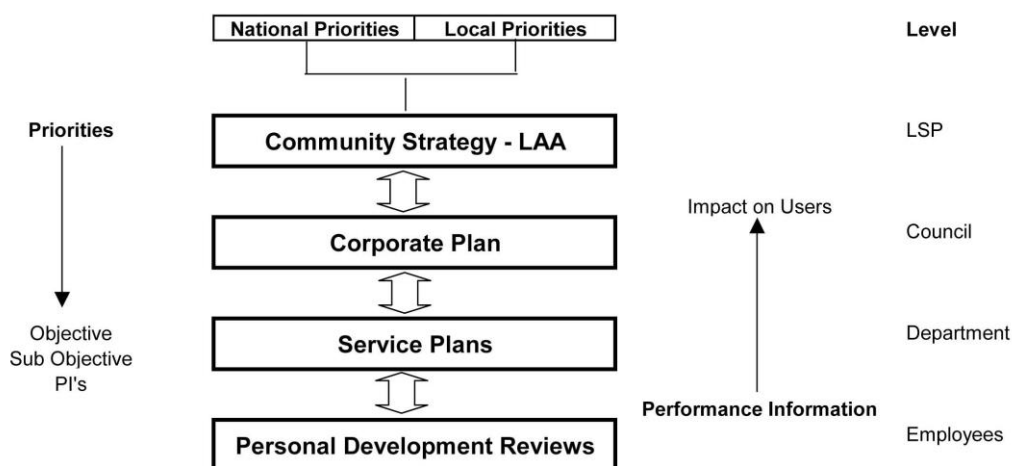 National Priorities Local Priorities Level
Priorities Community Strategy - LAA LSP
Impact on Users
Corporate Plan Council
Objective
Sub Objective
PI's
Service Plans Department
Performance Information
Personal Development Reviews Employees